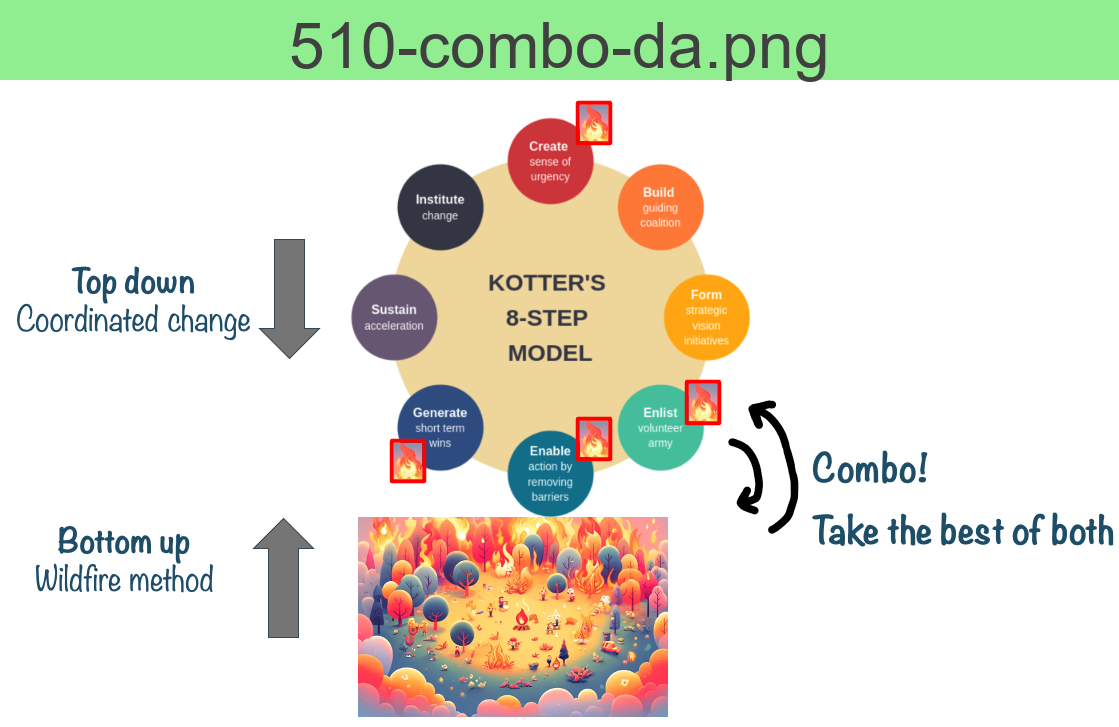 510-combo-da.png
Create
sense of
urgency
Build
guiding
coalition
Form
strategic
vision
initiatives
Enlist
volunteer
army
Enable
action by
removing
barriers
Generate
short term
wins
Sustain
acceleration
Institute
change
KOTTER'S
8-STEP
MODEL
Top down
Coordinated change
Bottom up
Wildfire method
Combo!
Take the best of both